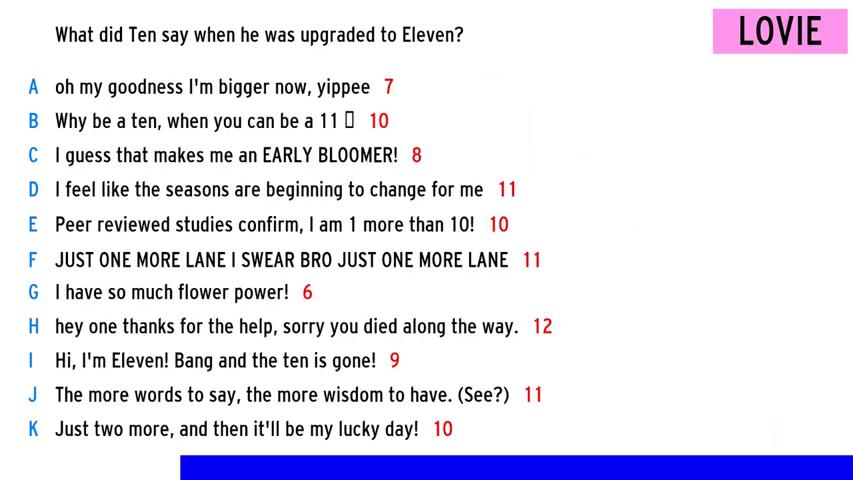 What did Ten say when he was upgraded to Eleven?
LOVIE
A oh my goodness I'm bigger now, yippee 7
B Why be a ten, when you can be a 11 ▯ 10
C I guess that makes me an EARLY BLOOMER! 8
D I feel like the seasons are beginning to change for me 11
E Peer reviewed studies confirm, I am 1 more than 10! 10
F JUST ONE MORE LANE I SWEAR BRO JUST ONE MORE LANE 11
G I have so much flower power! 6
H hey one thanks for the help, sorry you died along the way. 12
I Hi, I'm Eleven! Bang and the ten is gone! 9
J The more words to say, the more wisdom to have. (See?) 11
K Just two more, and then it'll be my lucky day! 10